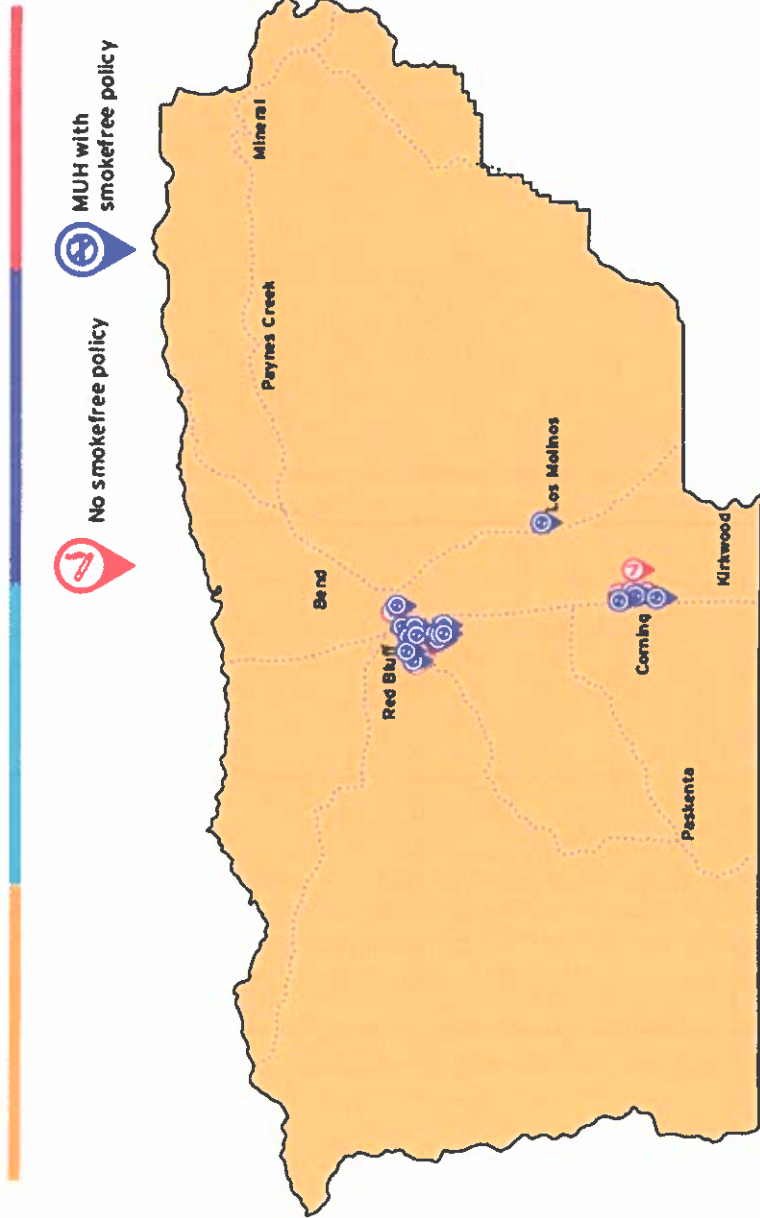 No smokefree policy
MUH with
smokefree policy
Mineral
Paynes Creek
Bend
Red Bluff
Los Molinos
Corning
Kirkwood
Paskenta